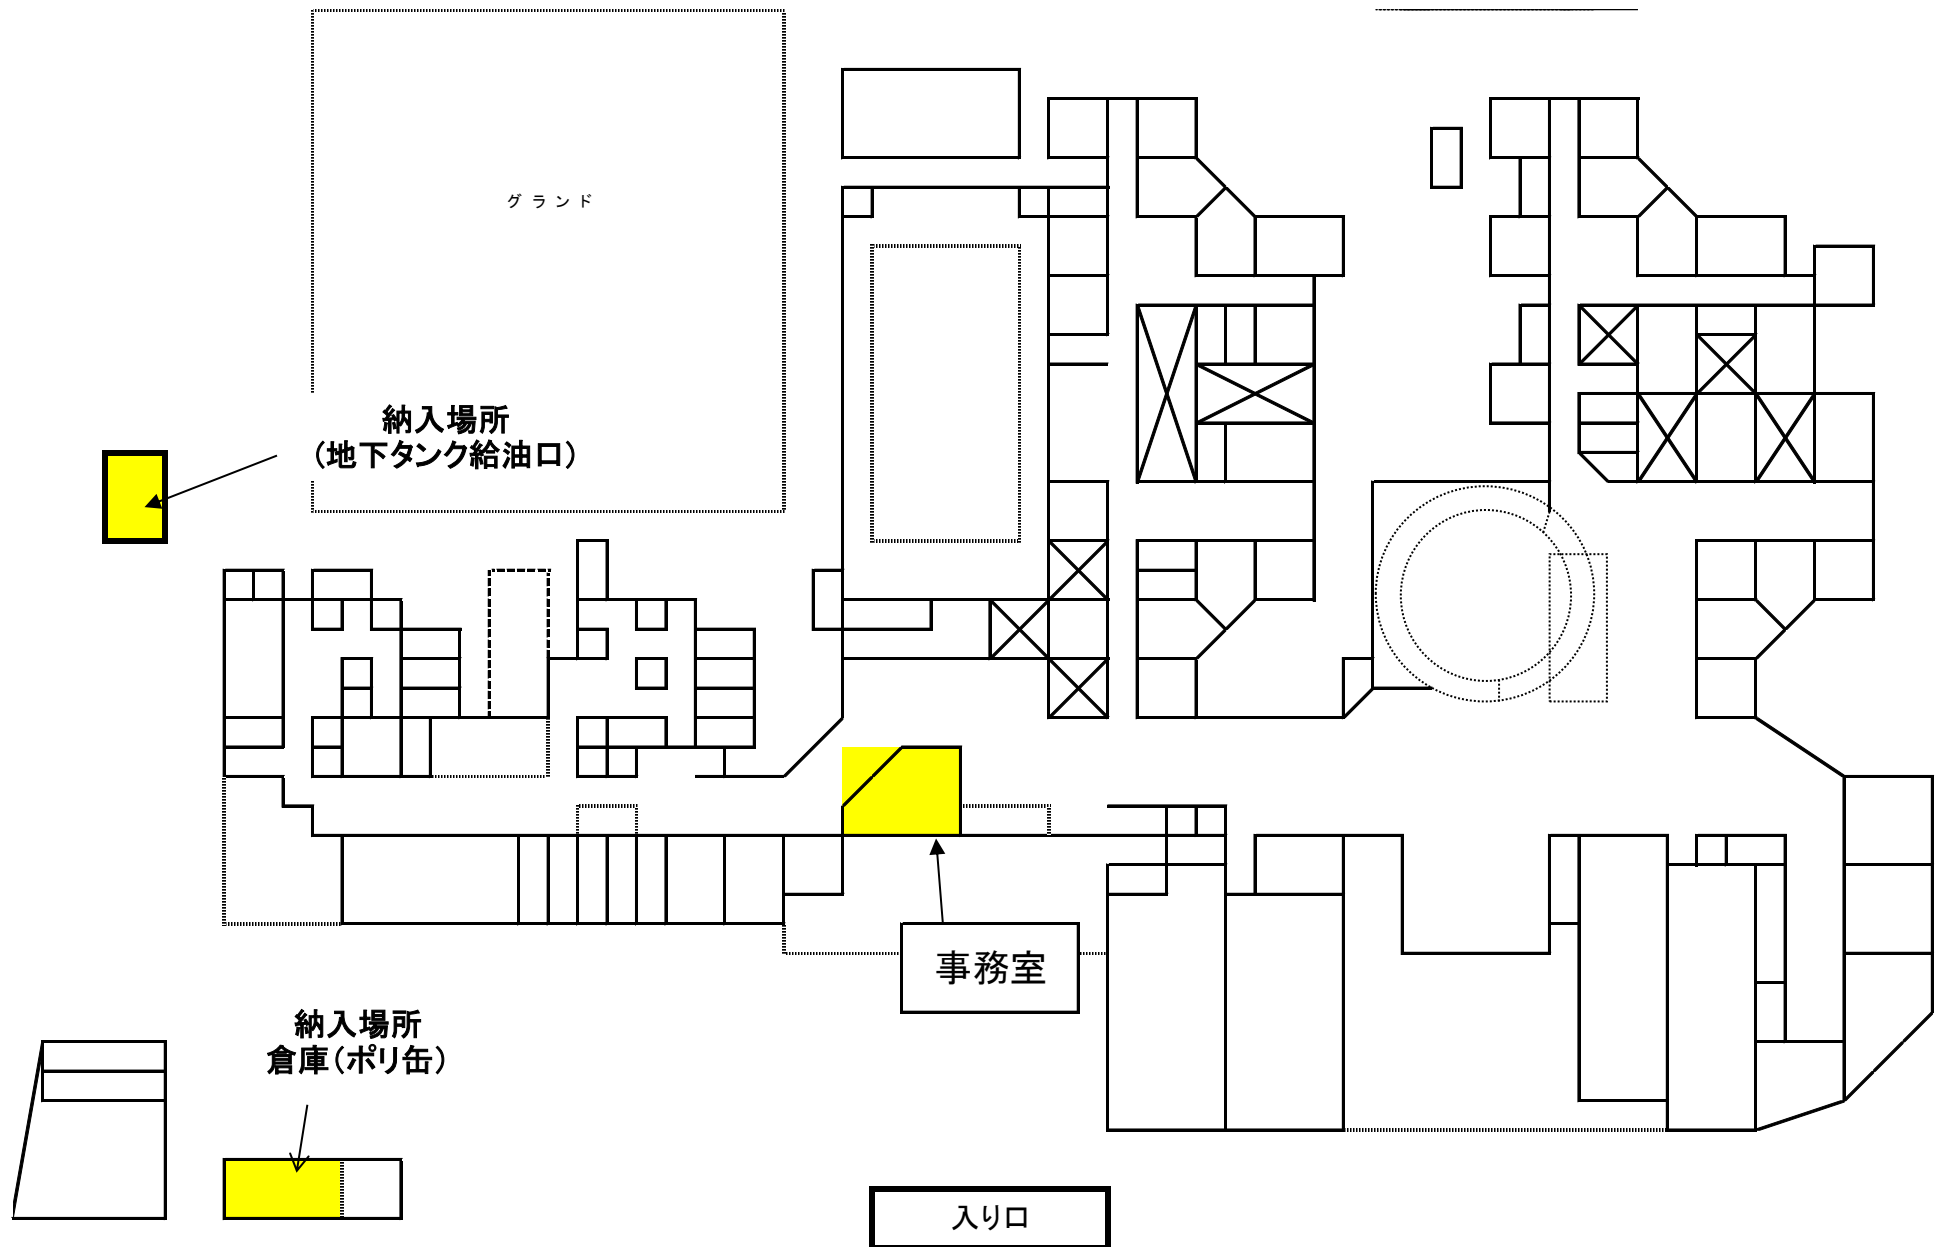 グランド
納入場所
（地下タンク給油口）
事務室
納入場所
倉庫（ポリ缶）
入り口